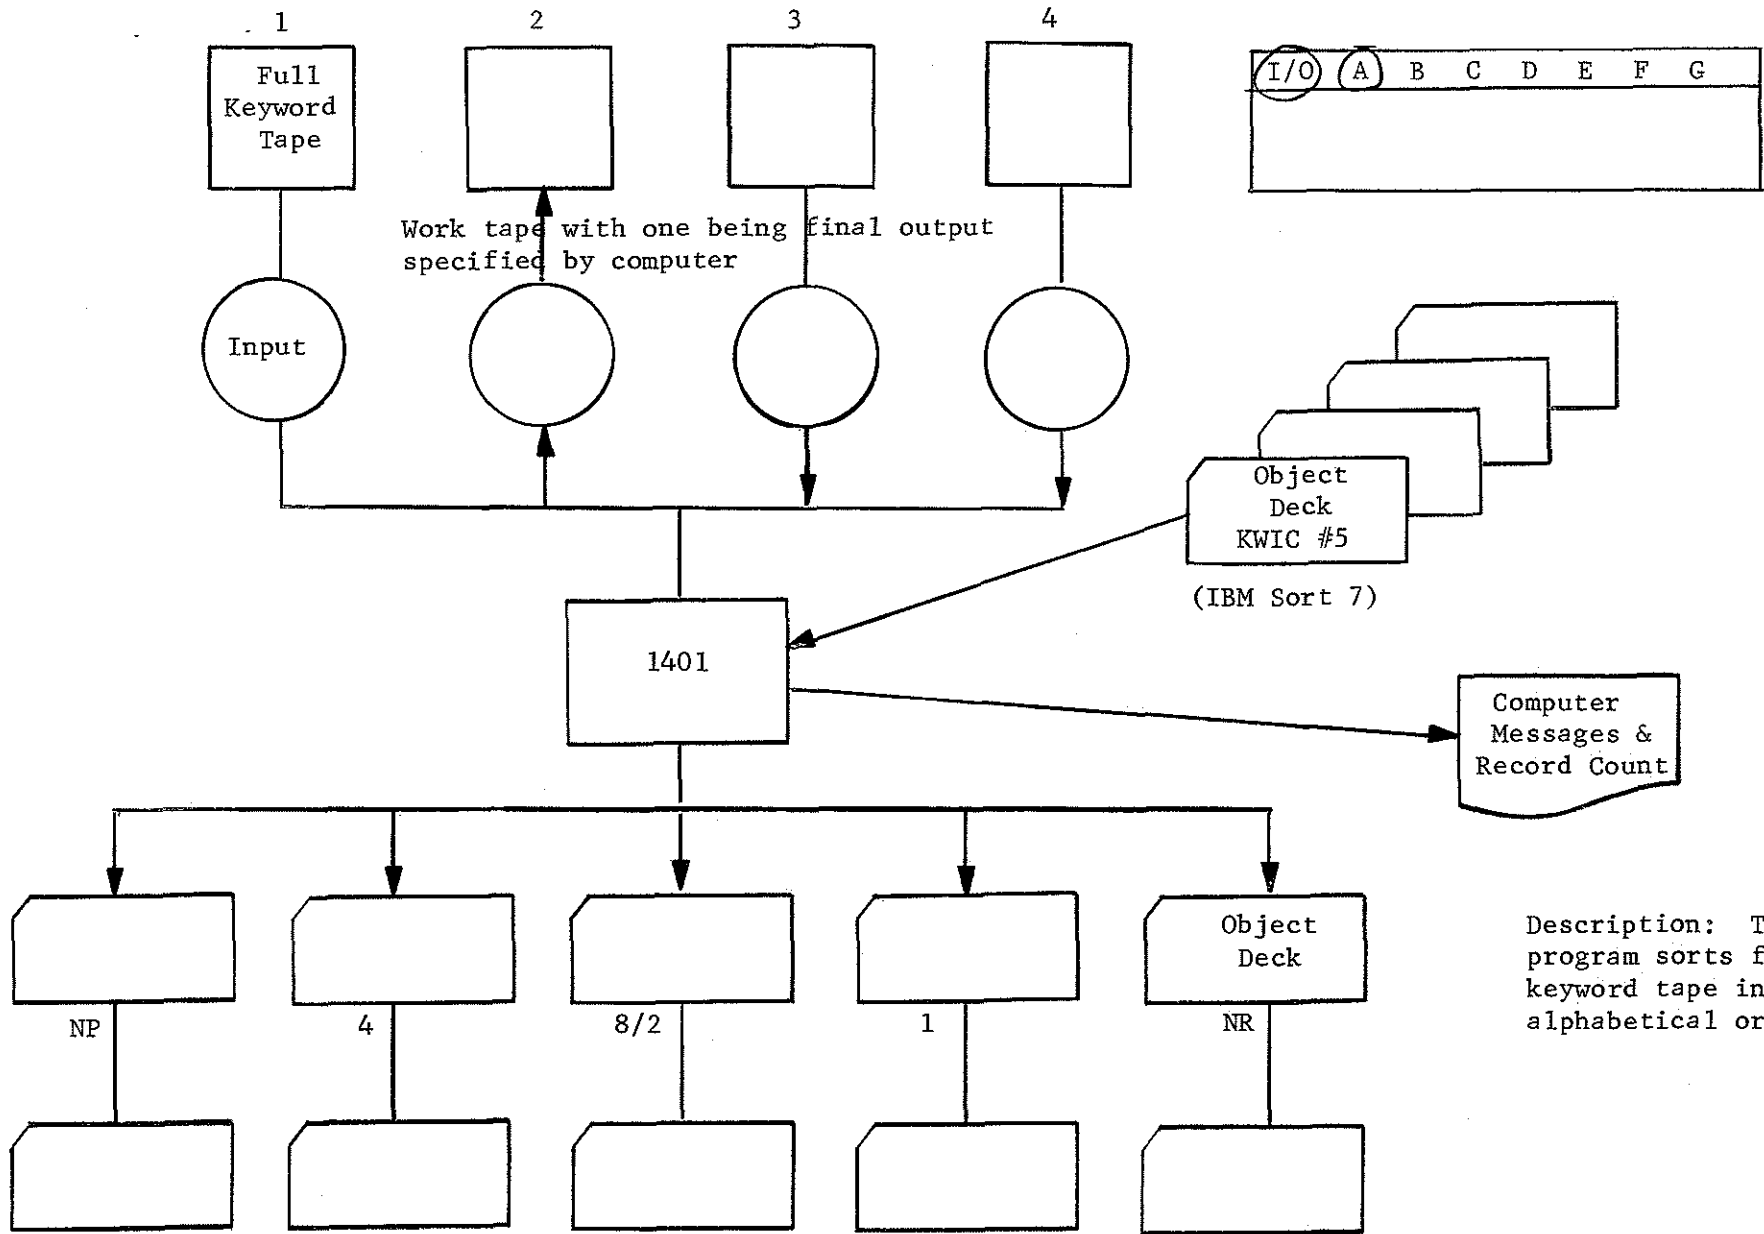 1 2 3 4
Full
Keyword
Tape
I/O A B C D E F G
Work tape with one being final output
specified by computer
Input
Object
Deck
KWIC #5
(IBM Sort 7)
1401
Computer
Messages &
Record Count
Object
Deck
Description: T
program sorts f
keyword tape in
alphabetical or
NP 4 8/2 1 NR